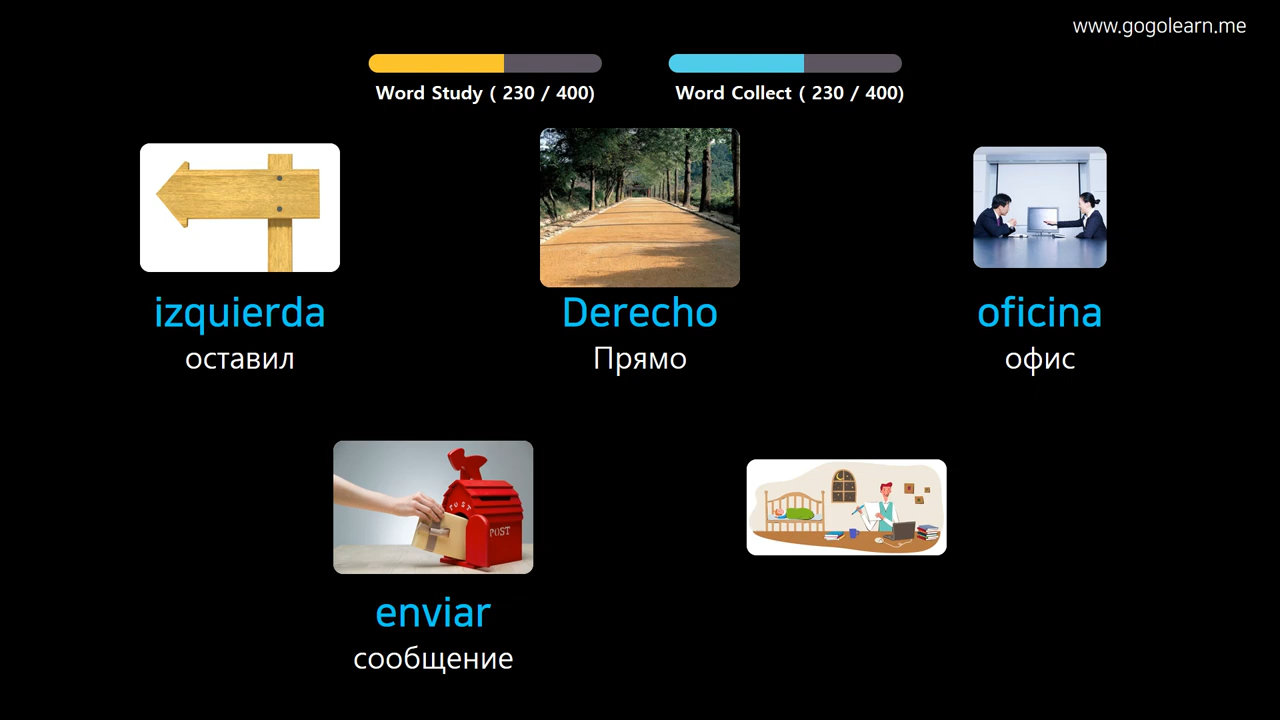 www.gogolearn.me
Word Study ( 230 / 400)
Word Collect ( 230 / 400)
izquierda
оставил
Derecho
Прямо
oficina
офис
POST
POST
enviar
сообщение